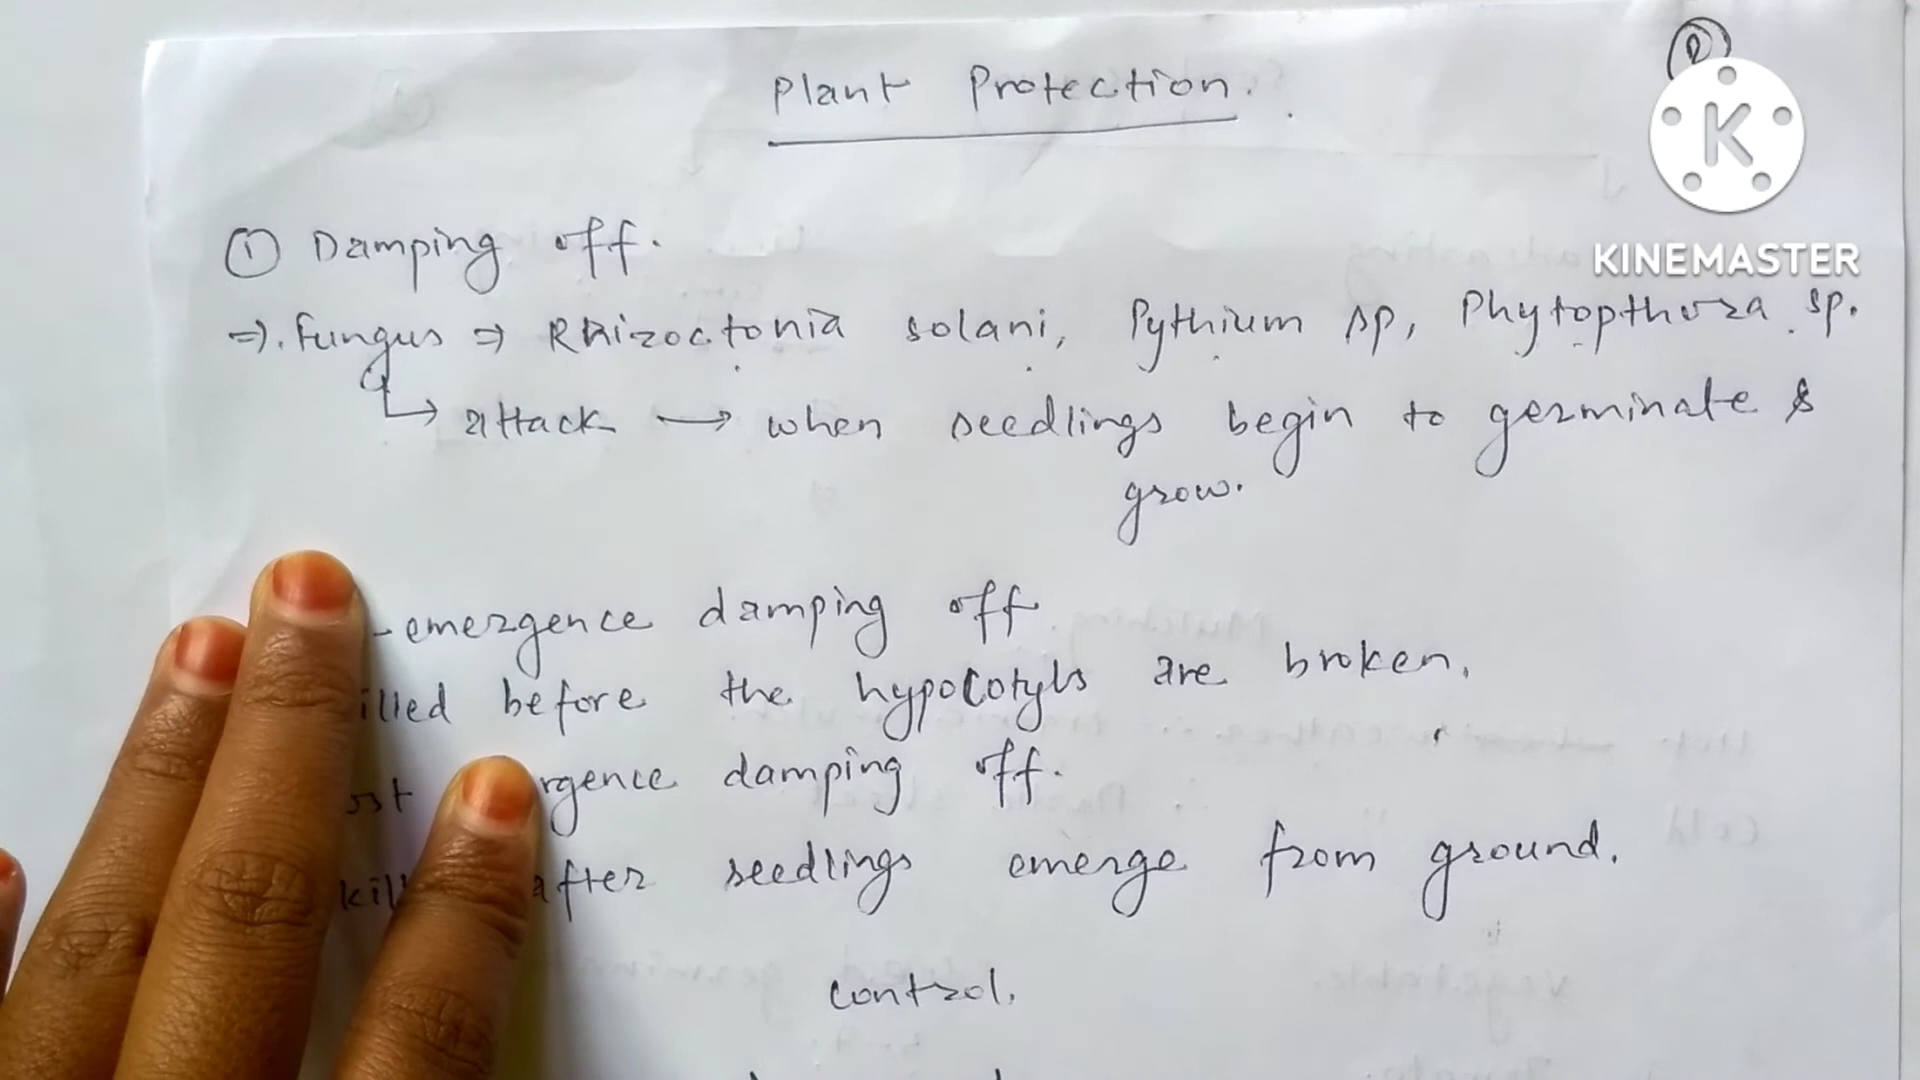 Plant Protection.
K
KINEMASTER
① Damping off.
⇒. Fungus ⇒ Rhizoctonia solani, Pythium sp, Phytopthora sp.
↳ attack → when seedlings begin to germinate &
grow.
-emergence damping off
illed before the hypocotyls are broken.
ost rgence damping off.
kill after seedlings emerge from ground.
control.